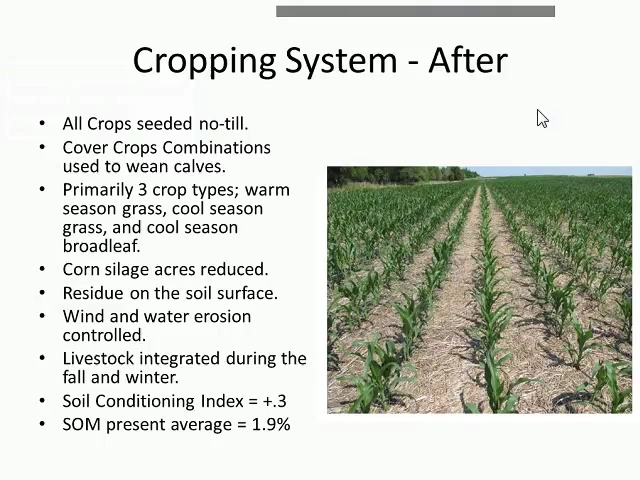 Cropping System - After
• All Crops seeded no-till.
• Cover Crops Combinations
used to wean calves.
• Primarily 3 crop types; warm
season grass, cool season
grass, and cool season
broadleaf.
• Corn silage acres reduced.
• Residue on the soil surface.
• Wind and water erosion
controlled.
• Livestock integrated during the
fall and winter.
• Soil Conditioning Index = +.3
• SOM present average = 1.9%